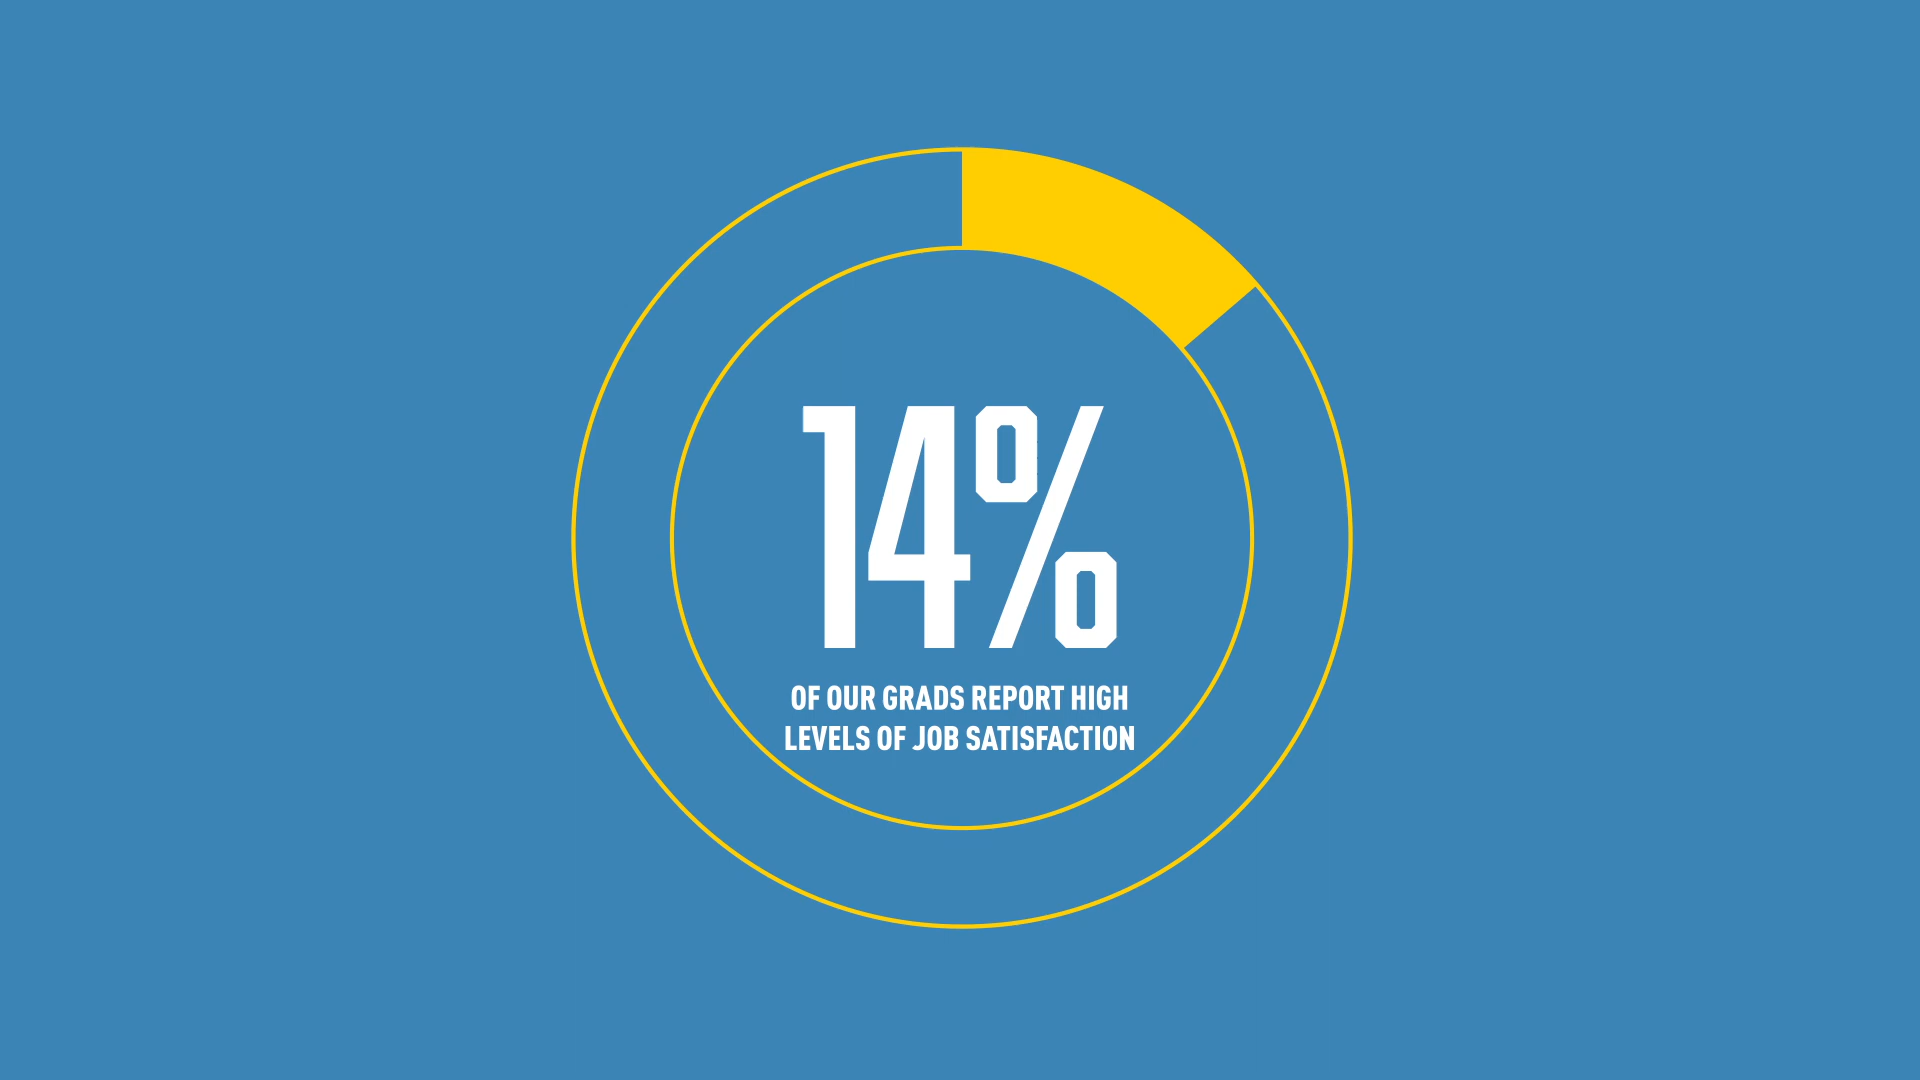 14%
OF OUR GRADS REPORT HIGH
LEVELS OF JOB SATISFACTION